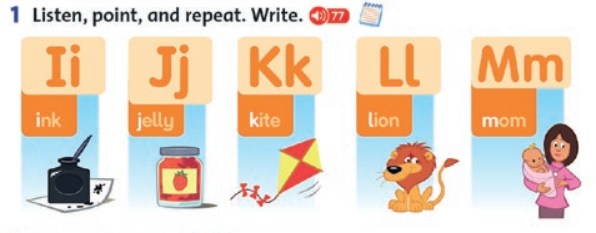 1 Listen, point, and repeat. Write. 77
Ii Jj Kk Ll Mm
ink jelly kite lion mom